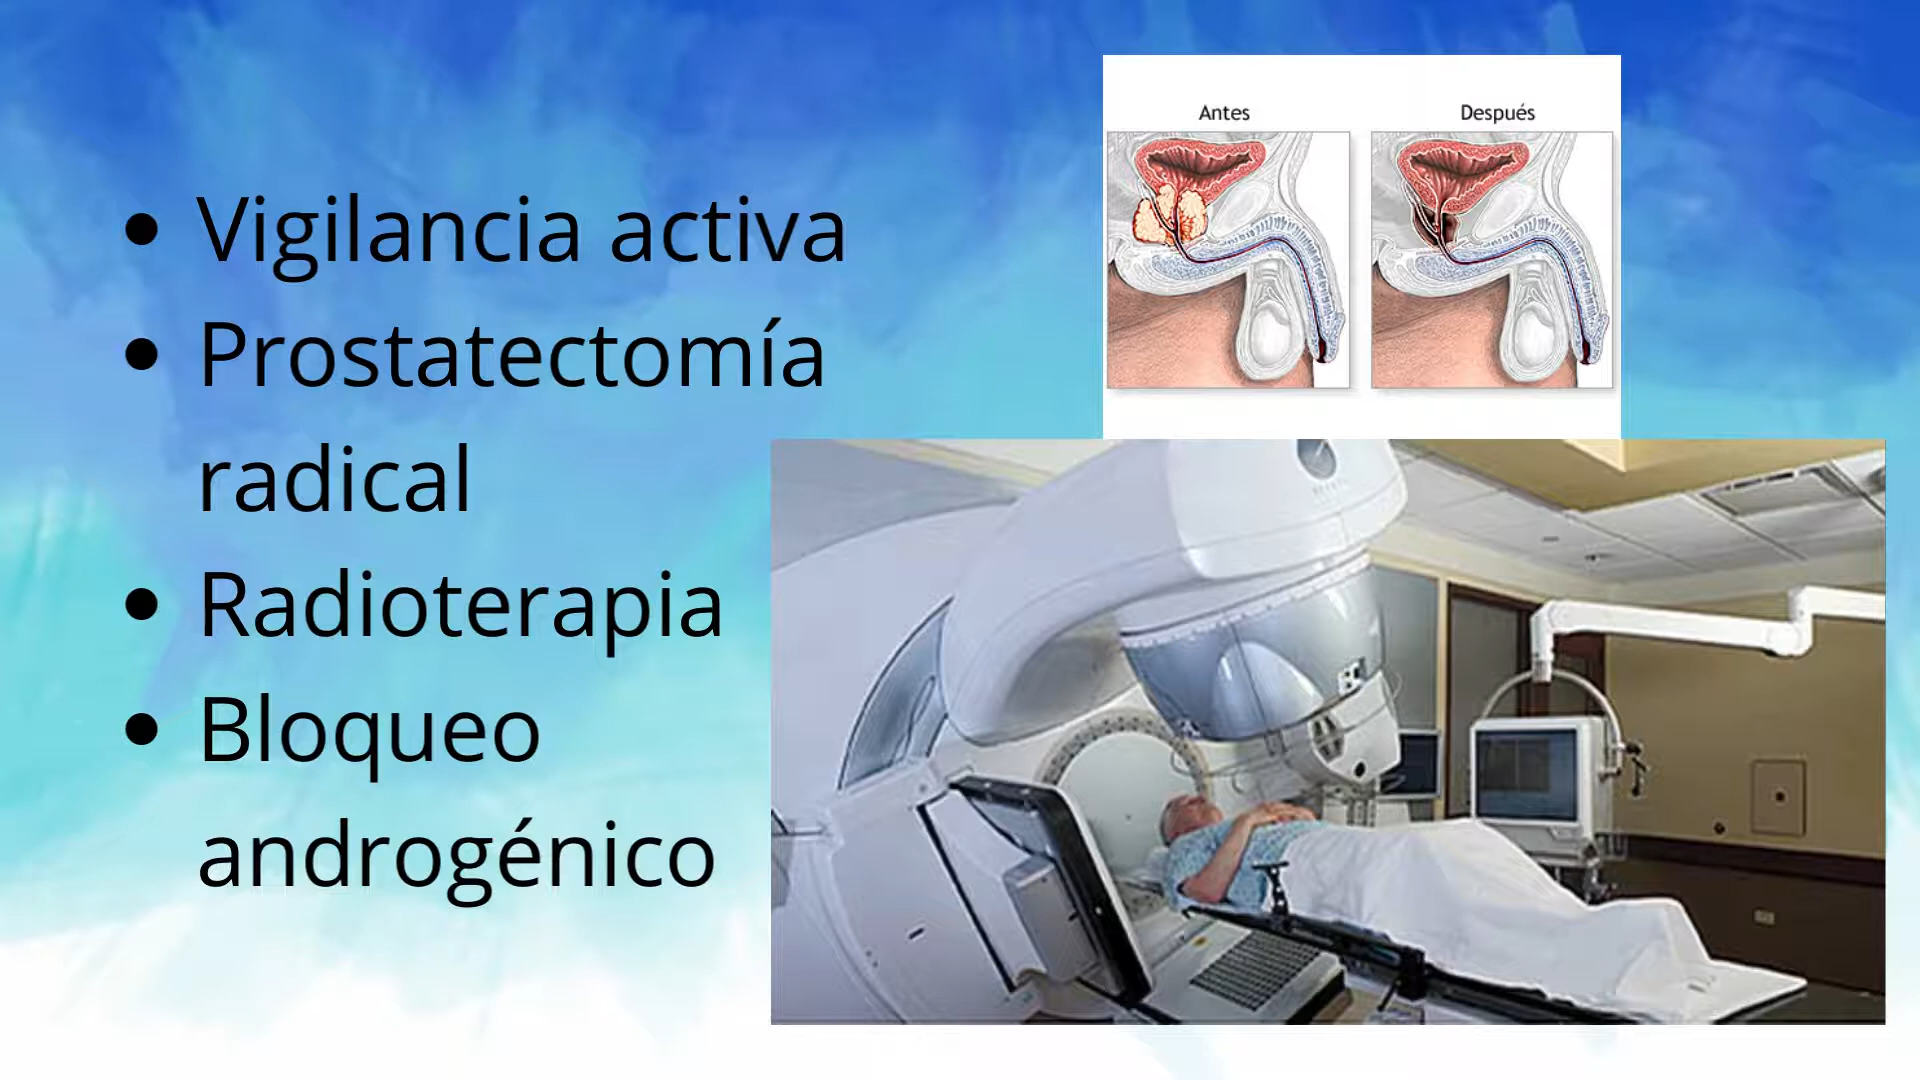 Vigilancia activa
Prostatectomía
radical
Radioterapia
Bloqueo
androgénico
Antes
Después